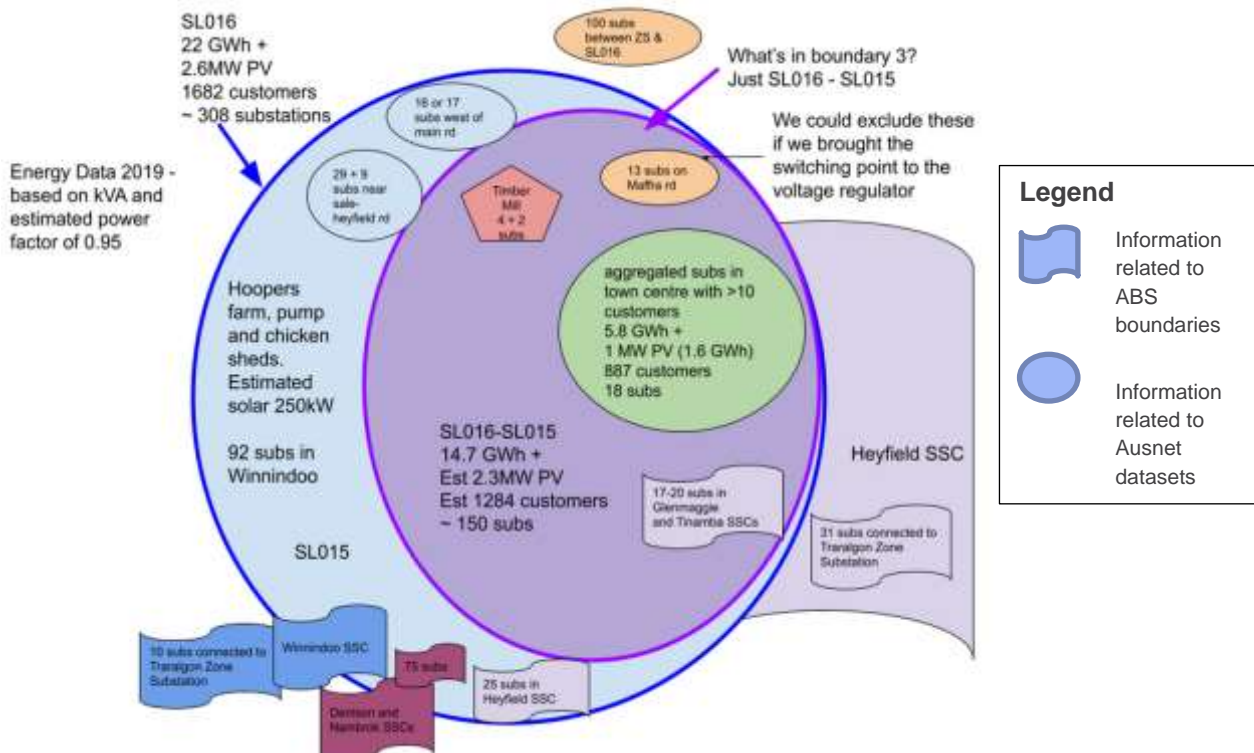 SL016
22 GWh +
2.6MW PV
1682 customers
~ 308 substations
100 subs
between ZS &
SL016
What's in boundary 3?
Just SL016 - SL015
16 or 17
subs west of
main rd
We could exclude these
if we brought the
switching point to the
voltage regulator
Energy Data 2019 -
based on kVA and
estimated power
factor of 0.95
29 + 9
subs near
sale-
heyfield rd
Timber
Mill
4 + 2
subs
13 subs on
Maffra rd
Legend
Information
related to
ABS
boundaries
Information
related to
Ausnet
datasets
Hoopers
farm, pump
and chicken
sheds.
Estimated
solar 250kW
92 subs in
Winnindoo
aggregated subs in
town centre with >10
customers
5.8 GWh +
1 MW PV (1.6 GWh)
887 customers
18 subs
SL016-SL015
14.7 GWh +
Est 2.3MW PV
Est 1284 customers
~ 150 subs
Heyfield SSC
17-20 subs in
Glenmaggie
and Tinamba SSCs
31 subs connected to
Traralgon Zone
Substation
SL015
10 subs connected to
Traralgon Zone
Substation
Winnindoo SSC
75 subs
25 subs in
Heyfield SSC
Denison and
Nambrok SSCs